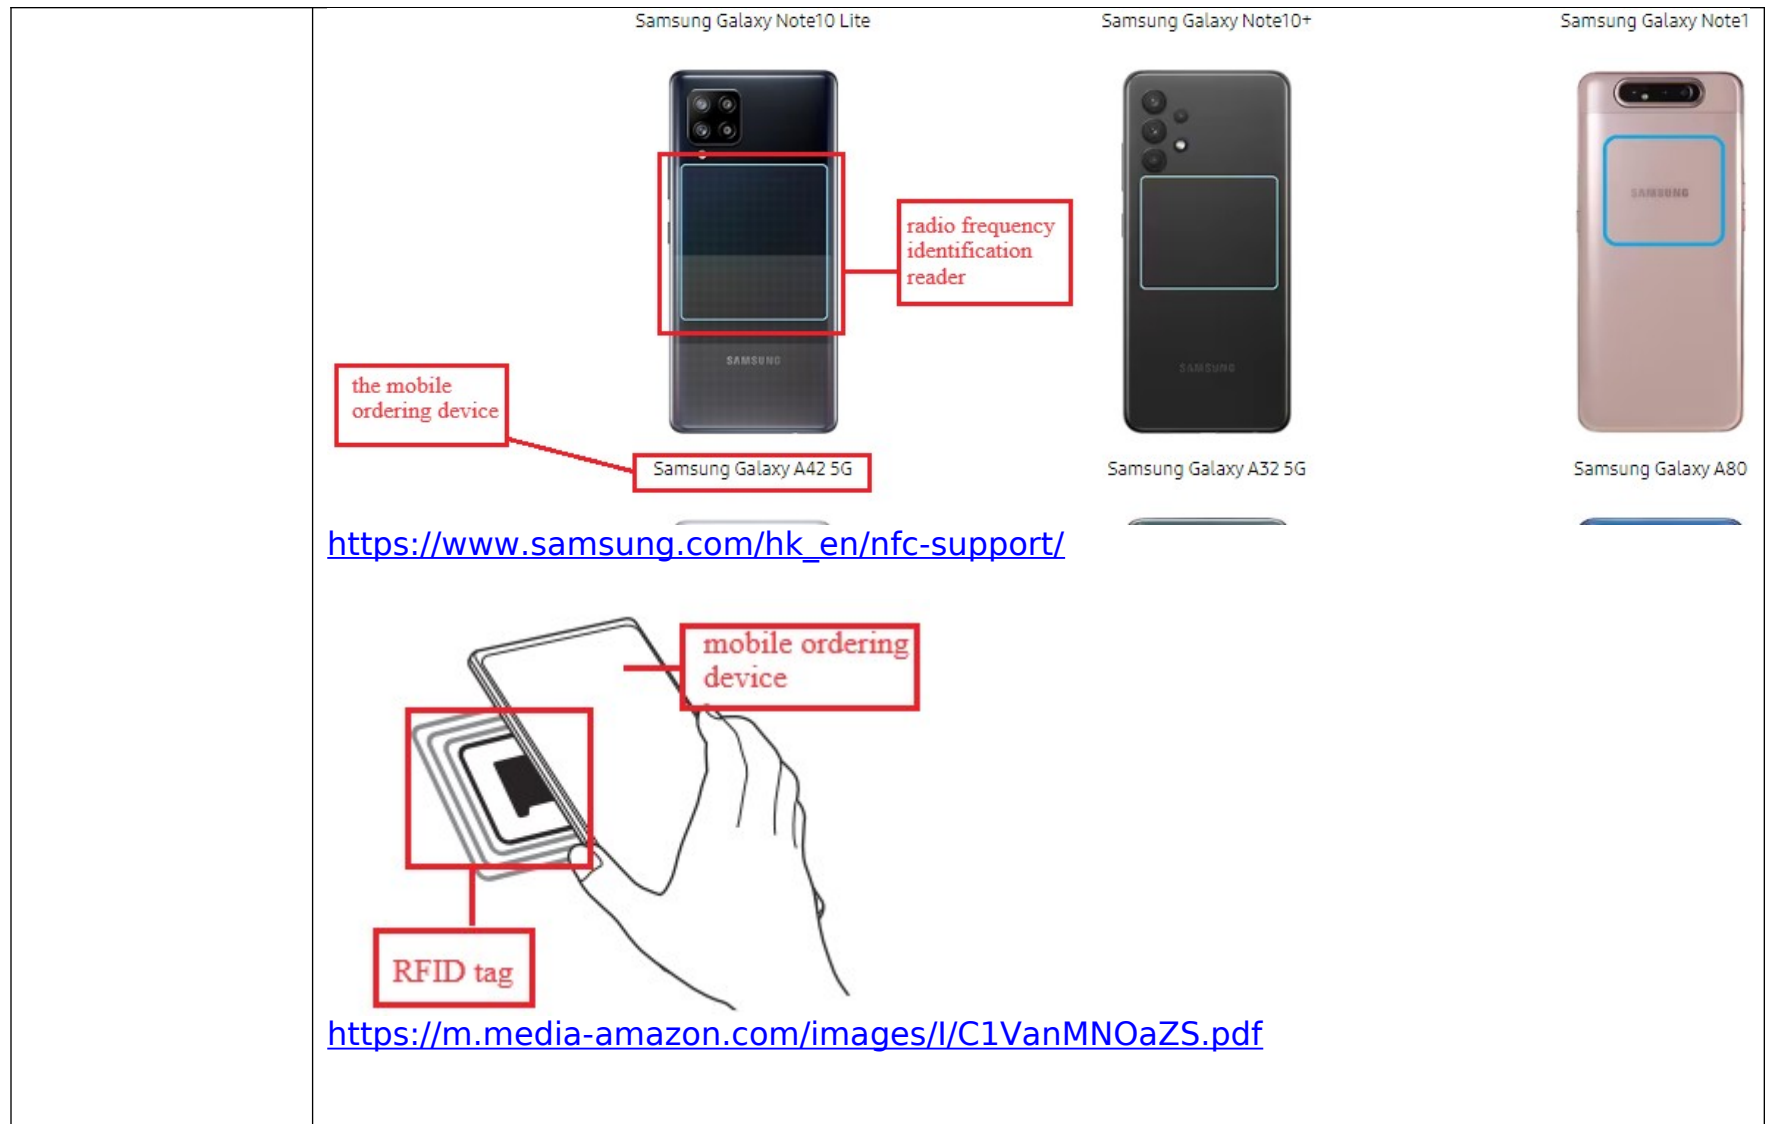 Samsung Galaxy Note10 Lite
Samsung Galaxy Note10+
Samsung Galaxy Note1
SAMSUNG
radio frequency
identification
reader
the mobile
ordering device
SAMSUNG
SAMSUNG
Samsung Galaxy A42 5G
Samsung Galaxy A32 5G
Samsung Galaxy A80
https://www.samsung.com/hk_en/nfc-support/
mobile ordering
device
RFID tag
https://m.media-amazon.com/images/I/C1VanMNOaZS.pdf